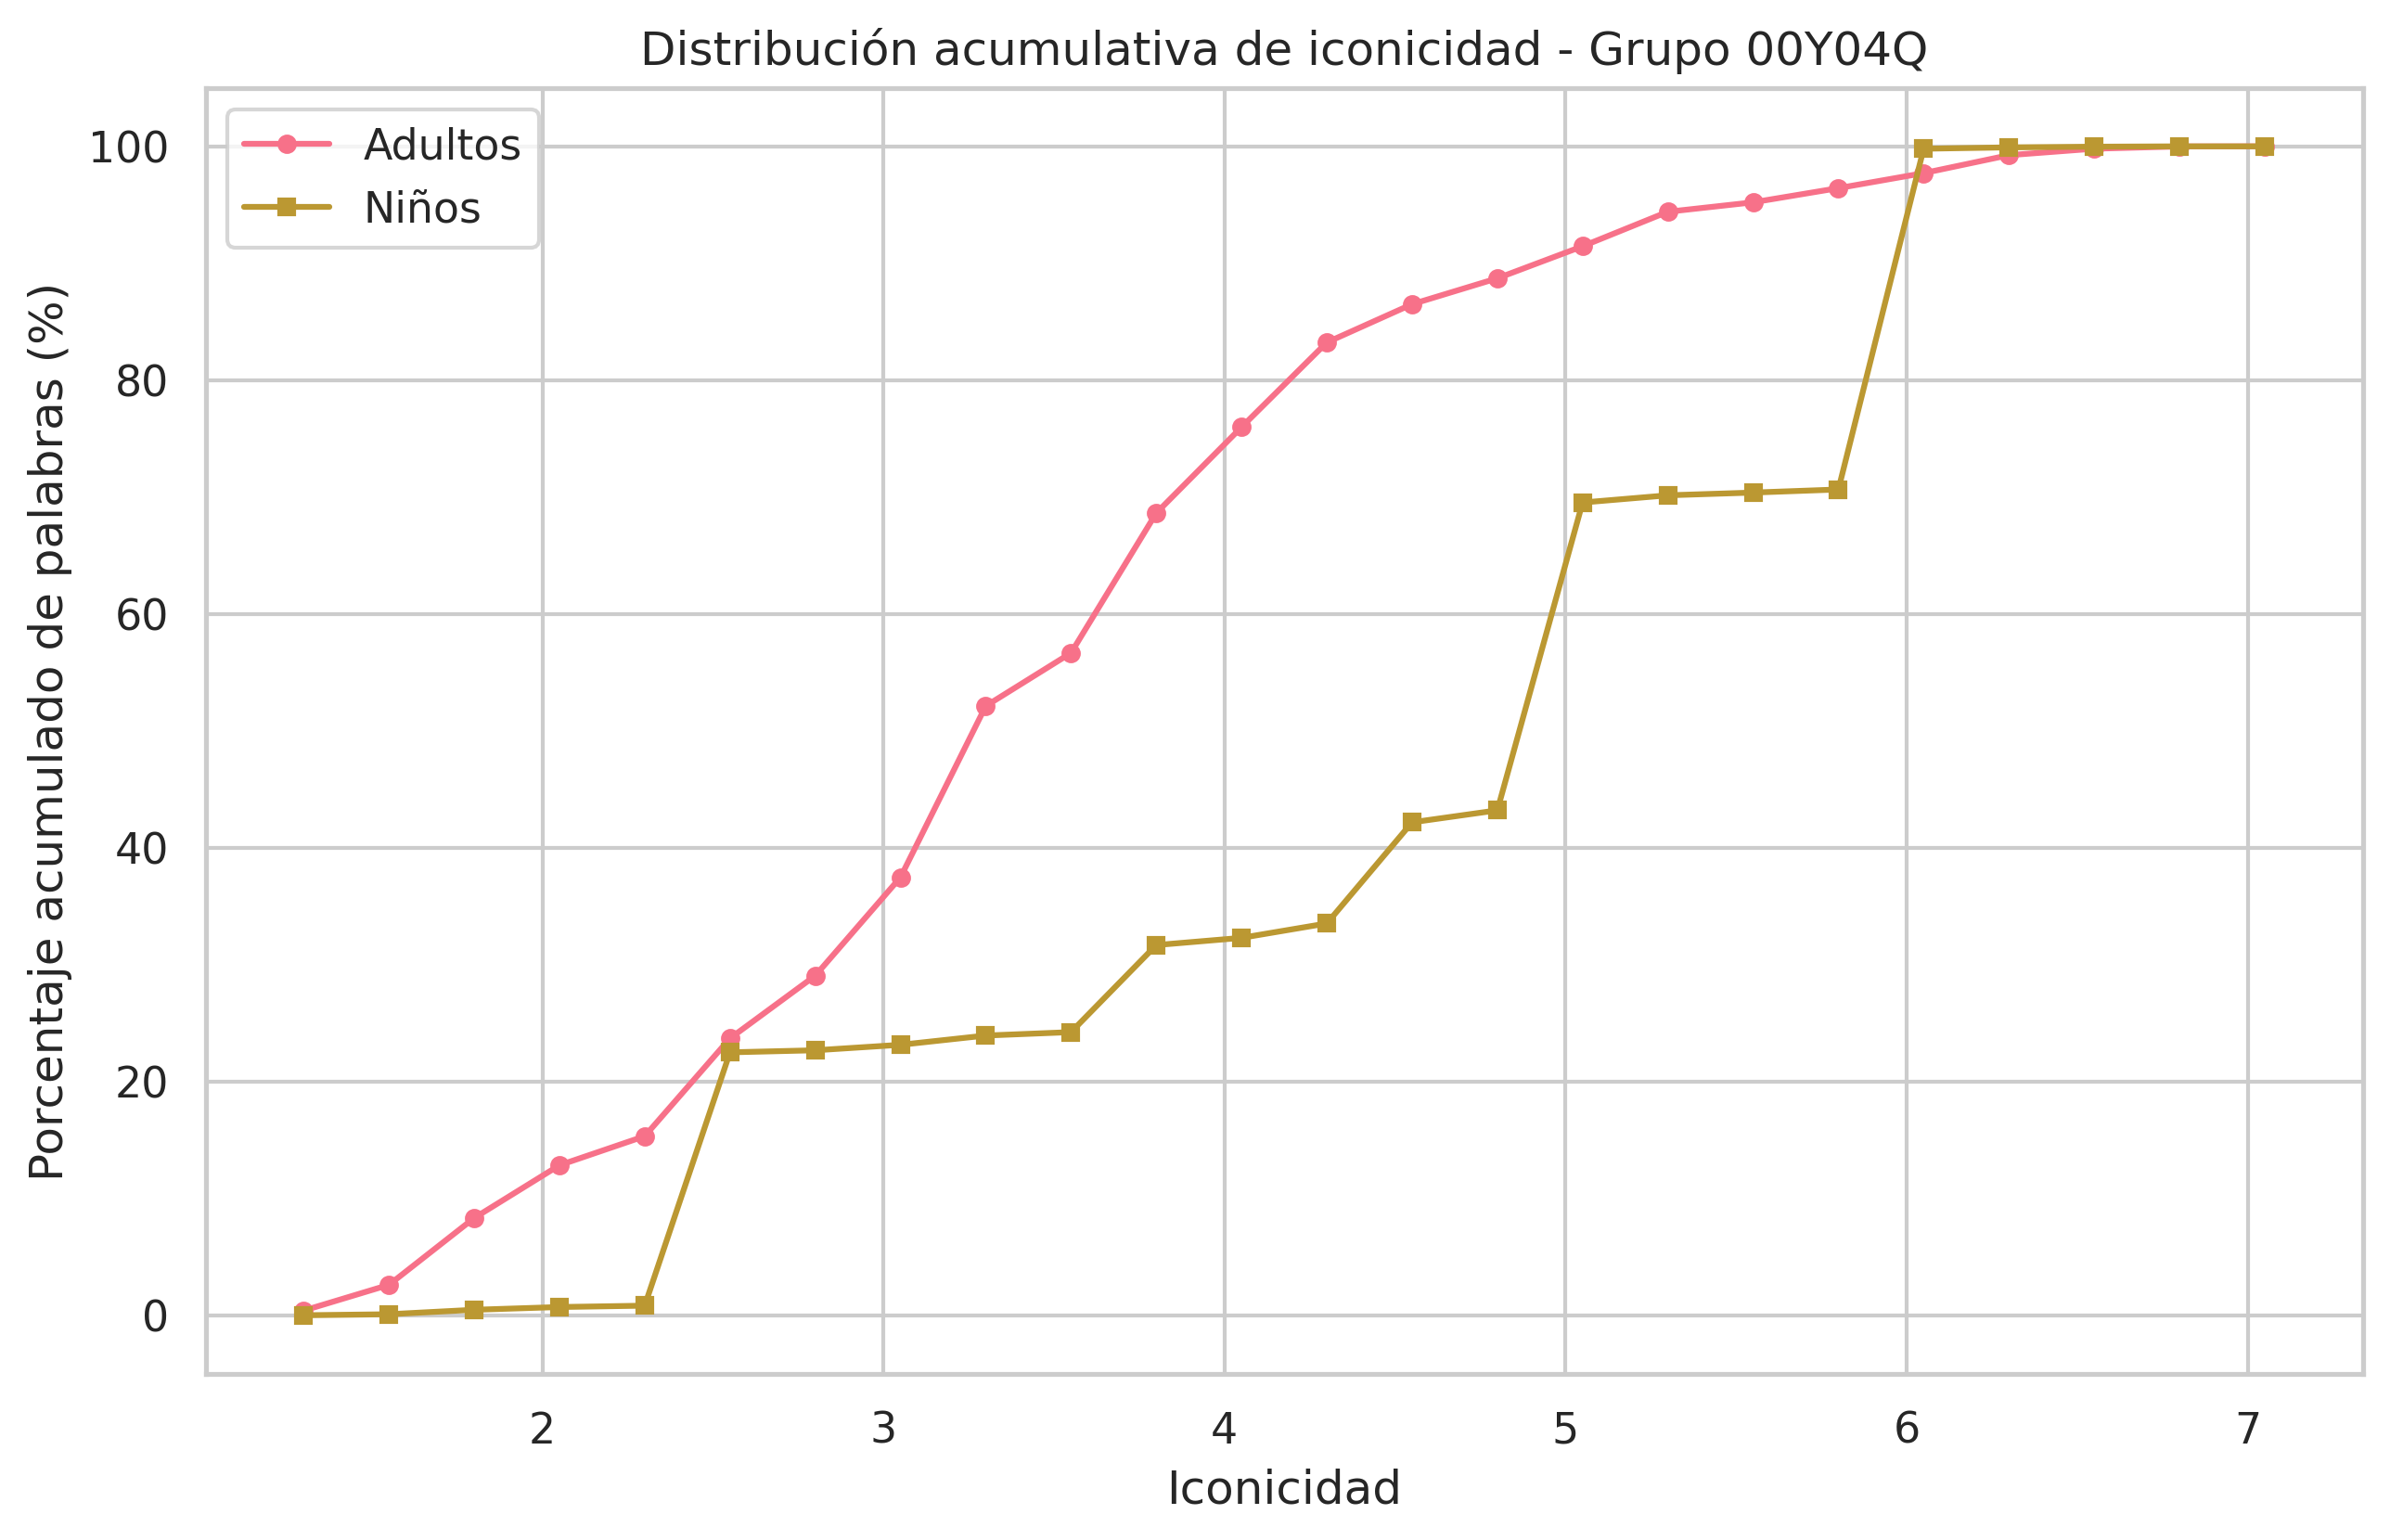 Distribución acumulativa de iconicidad - Grupo 00Y04Q
Adultos
Niños
Porcentaje acumulado de palabras (%)
100
80
60
40
20
0
2 3 4 5 6 7
Iconicidad